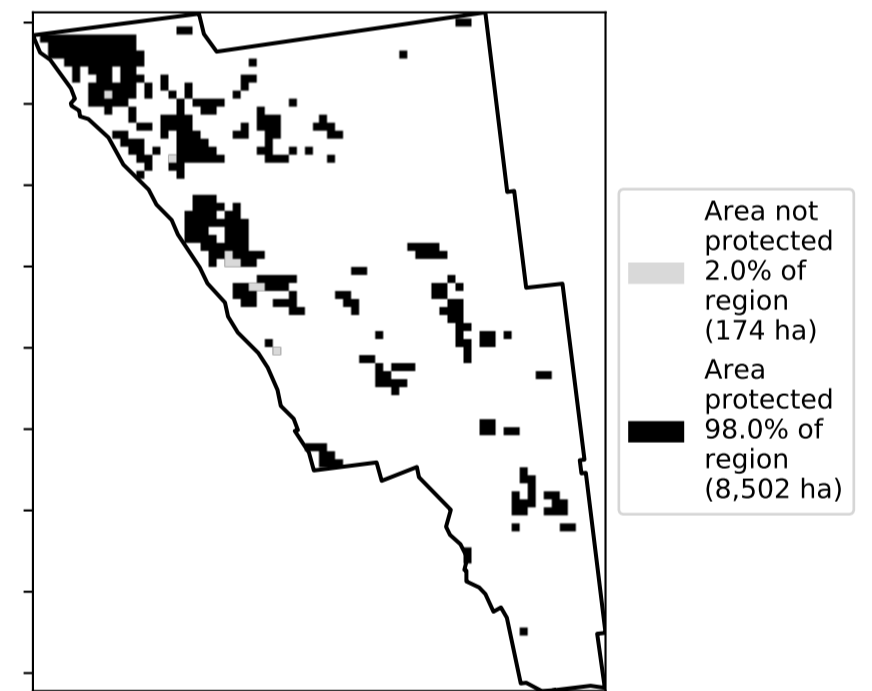 Area not
protected
2.0% of
region
(174 ha)
Area
protected
98.0% of
region
(8,502 ha)